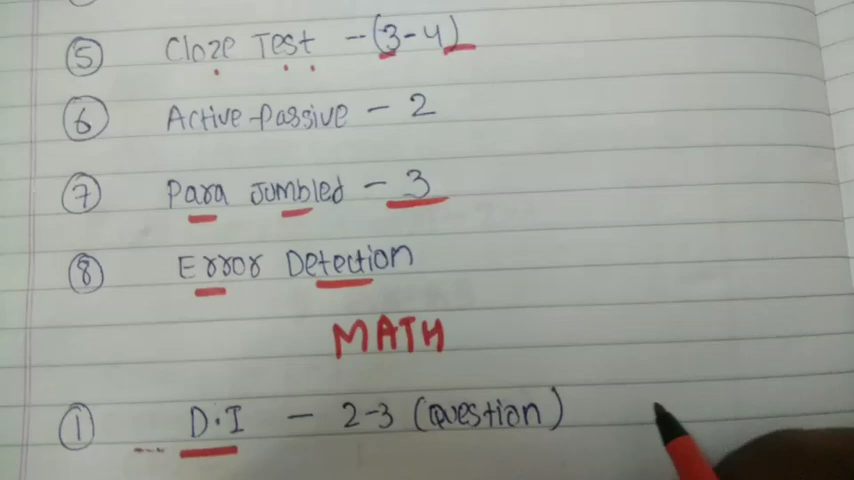 ⑤ Cloze Test -- (3-4)
⑥ Active-Passive - 2
⑦ Para Jumbled - 3
⑧ Error Detection
MATH
① D.I - 2-3 (Question)